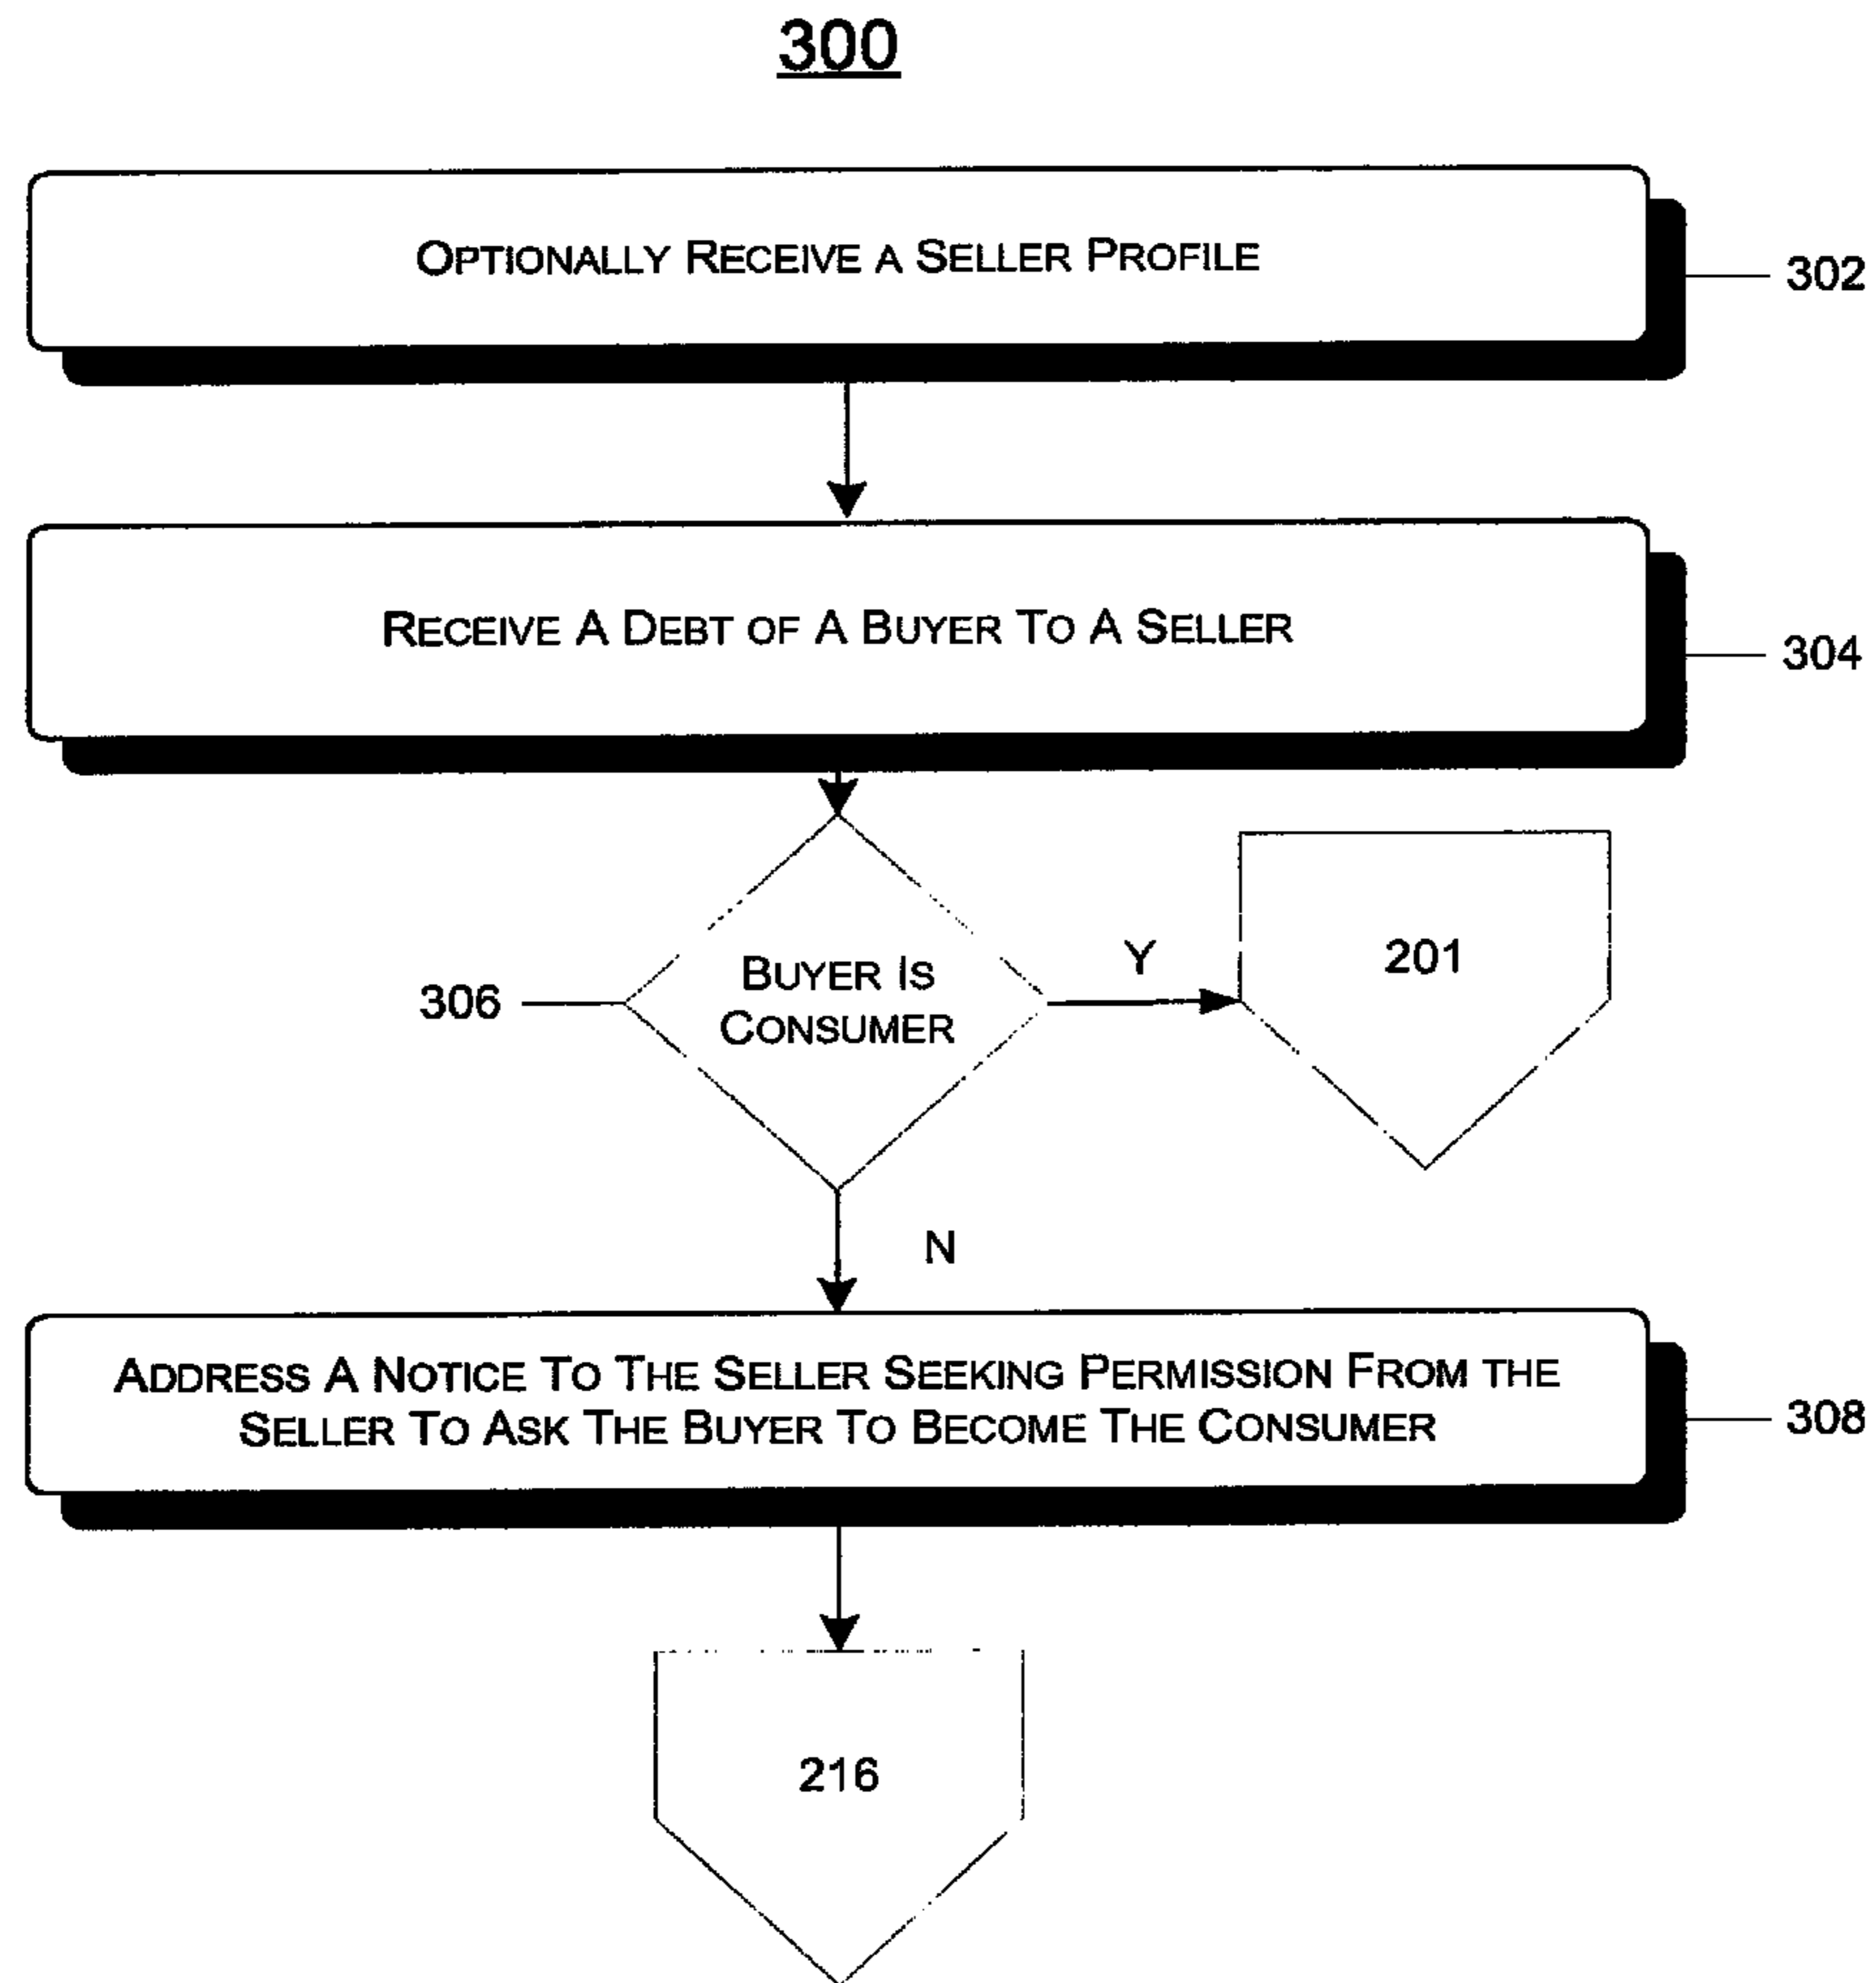 300
OPTIONALLY RECEIVE A SELLER PROFILE
302
RECEIVE A DEBT OF A BUYER TO A SELLER
304
306
BUYER IS
CONSUMER
Y
201
N
ADDRESS A NOTICE TO THE SELLER SEEKING PERMISSION FROM THE
SELLER TO ASK THE BUYER TO BECOME THE CONSUMER
308
216